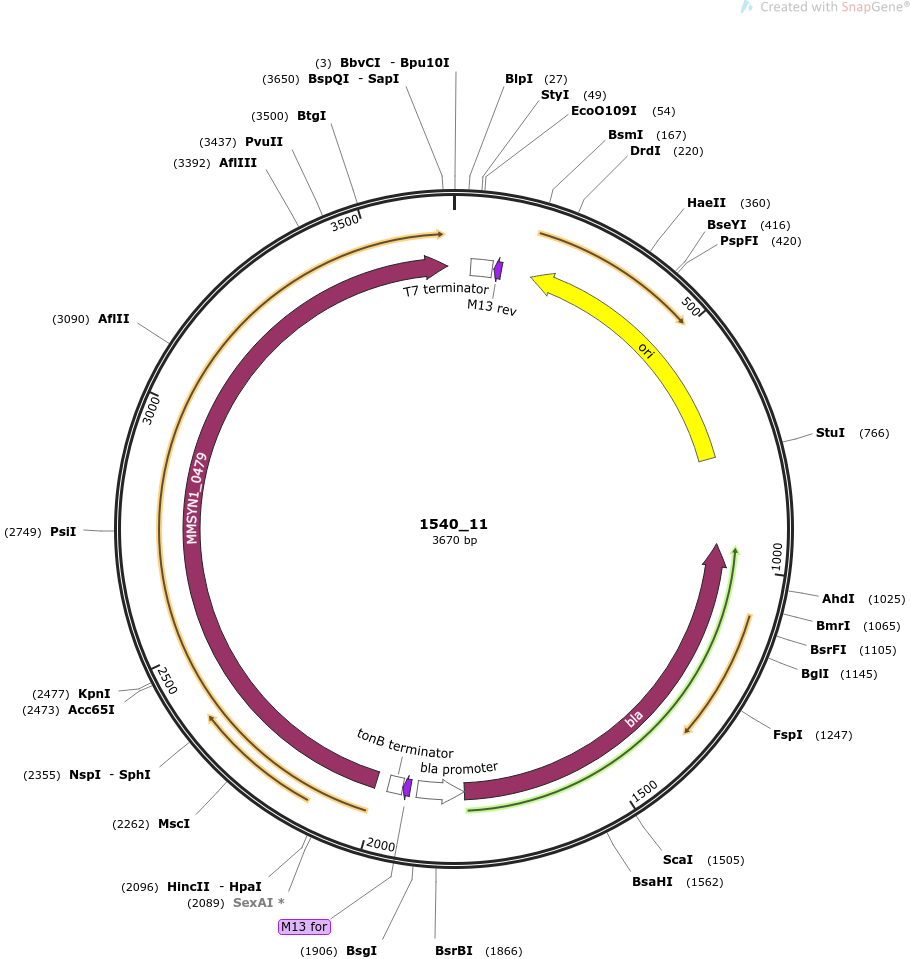 Created with SnapGene®
(3) BbvCI - Bpu10I
(3650) BspQI - SapI
BlpI (27)
StyI (49)
(3500) BtgI
EcoO109I (54)
(3437) PvuII
BsmI (167)
(3392) AflIII
DrdI (220)
HaeII (360)
BseYI (416)
PspFI (420)
3500
T7 terminator
M13 rev
500
(3090) AflII
ori
3000
StuI (766)
MMSYN1_0479
1540_11
3670 bp
(2749) PsiI
1000
AhdI (1025)
BmrI (1065)
BsrFI (1105)
BglI (1145)
2500
(2477) KpnI
(2473) Acc65I
bla
FspI (1247)
tonB terminator
bla promoter
(2355) NspI - SphI
1500
(2262) MscI
2000
ScaI (1505)
BsaHI (1562)
(2096) HincII - HpaI
(2089) SexAI *
M13 for
(1906) BsgI
BsrBI (1866)